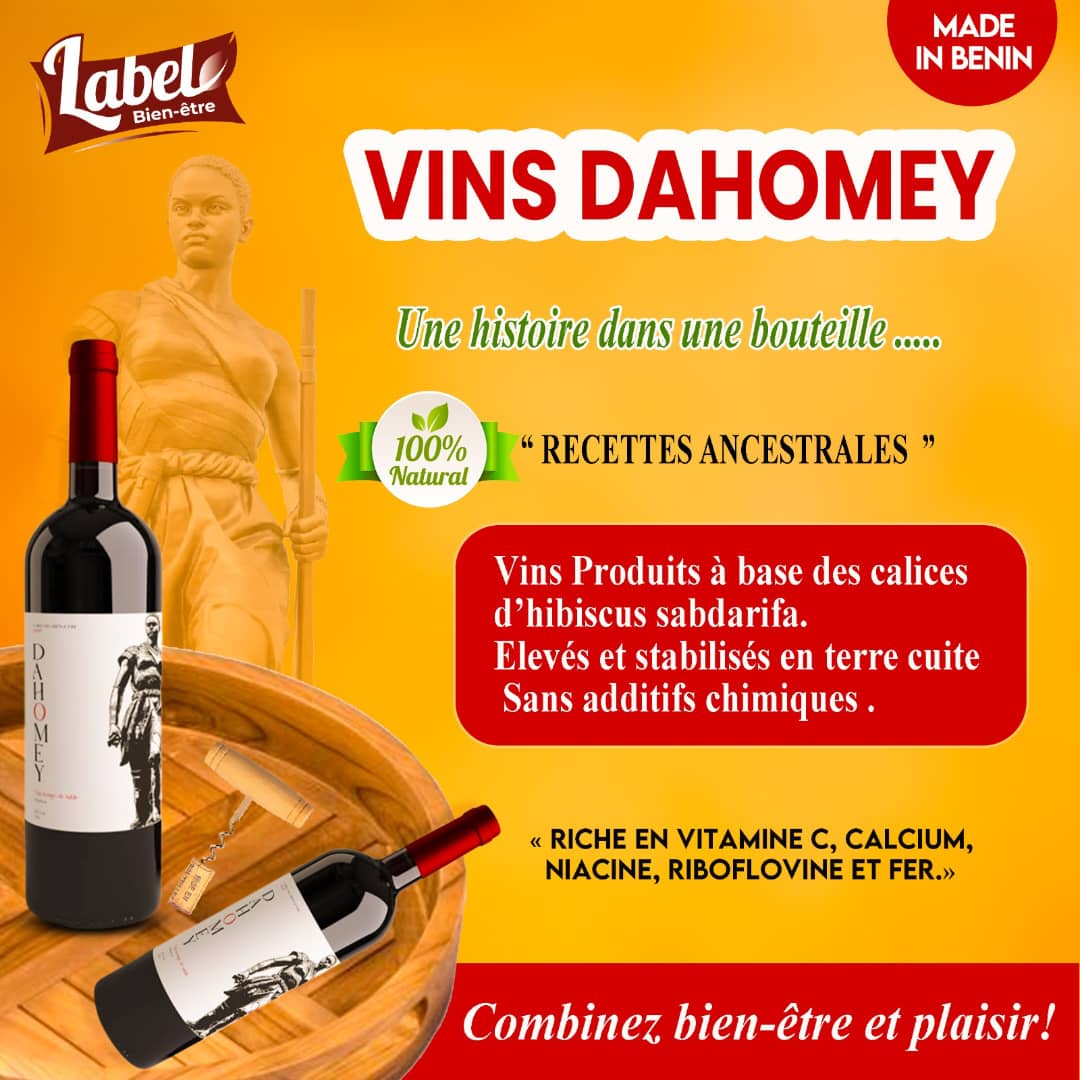 Label
Bien-être
MADE
IN BENIN
VINS DAHOMEY
Une histoire dans une bouteille .....
100%
Natural
“ RECETTES ANCESTRALES ”
Vins Produits à base des calices
d’hibiscus sabdarifa.
Elevés et stabilisés en terre cuite
Sans additifs chimiques .
« RICHE EN VITAMINE C, CALCIUM,
NIACINE, RIBOFLOVINE ET FER.»
DAHOMEY
DAHOMEY
Combinez bien-être et plaisir!